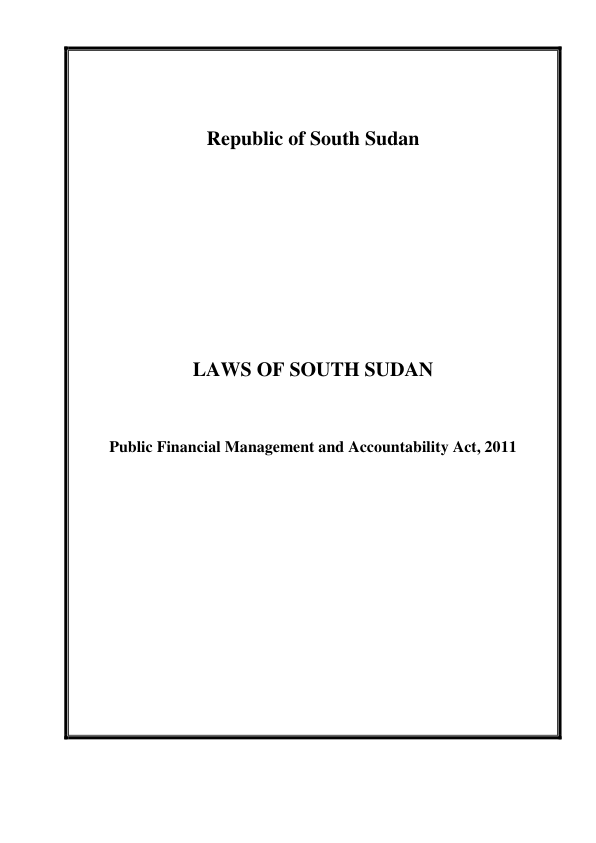 Republic of South Sudan
LAWS OF SOUTH SUDAN
Public Financial Management and Accountability Act, 2011